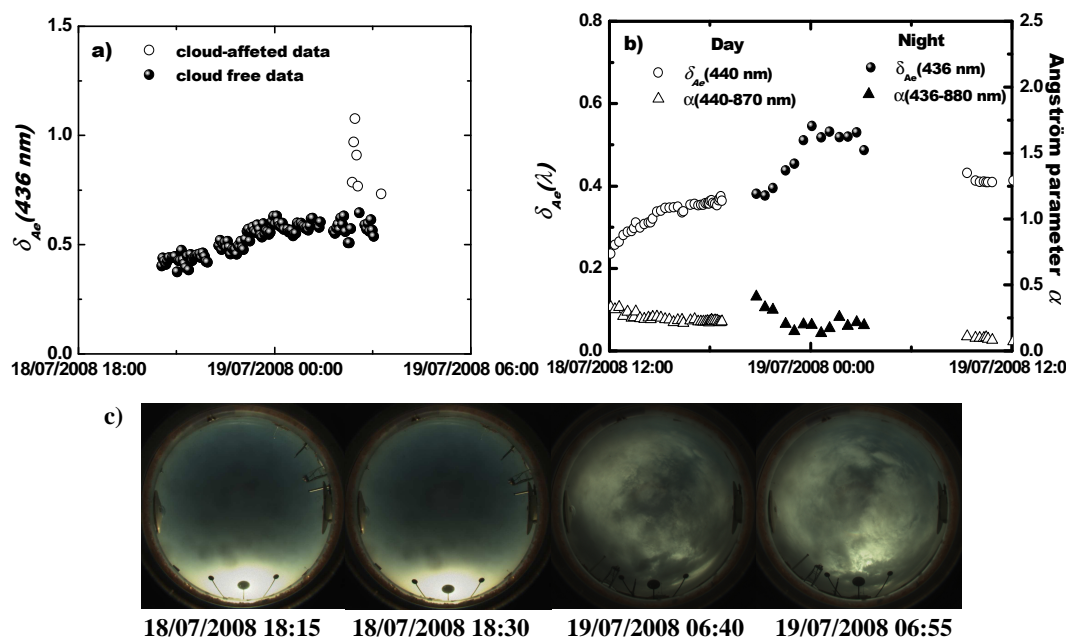 a)
cloud-affeted data
cloud free data
1.5
1.0
0.5
0.0
δAe(436 nm)
18/07/2008 18:00
19/07/2008 00:00
19/07/2008 06:00
b)
Day
Night
δAe(440 nm)
δAe(436 nm)
α(440-870 nm)
α(436-880 nm)
0.8
0.6
0.4
0.2
0.0
δAe(λ)
2.5
2.0
1.5
1.0
0.5
0.0
Angström parameter α
18/07/2008 12:00
19/07/2008 00:00
19/07/2008 12:0
c)
18/07/2008 18:15
18/07/2008 18:30
19/07/2008 06:40
19/07/2008 06:55